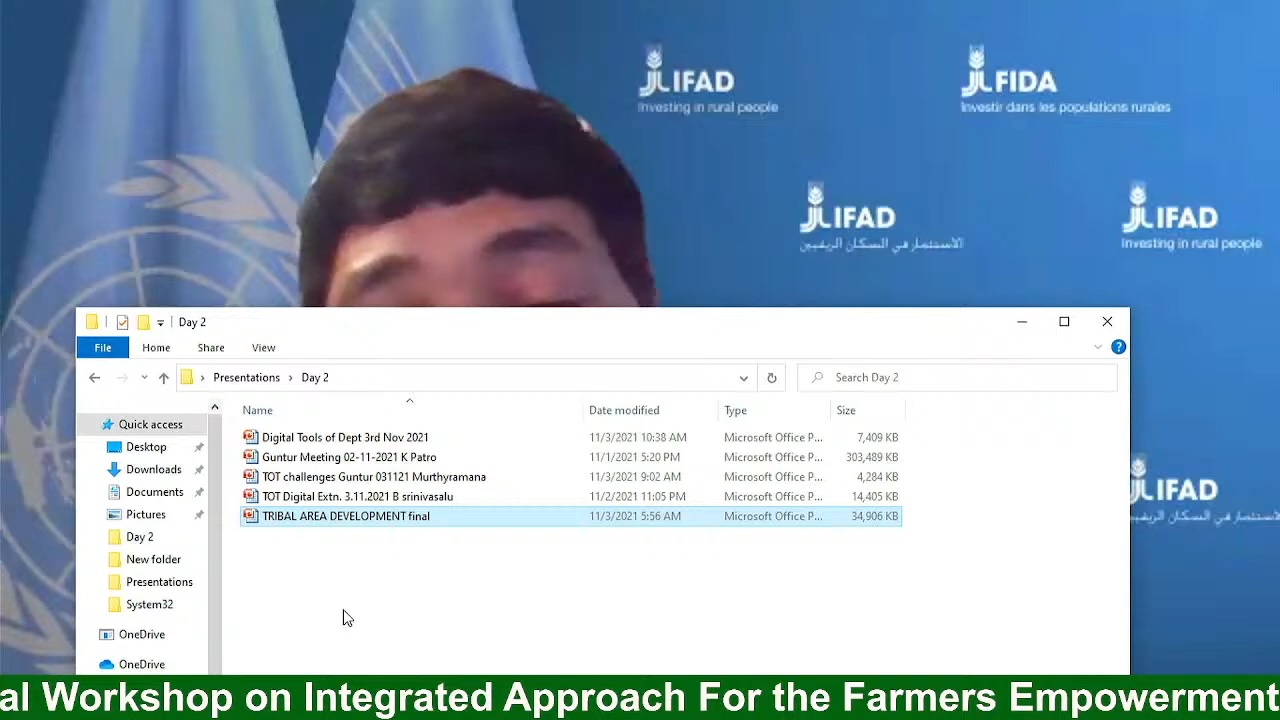 IFAD
Investing in rural people
FIDA
Investir dans les populations rurales
IFAD
الاستثمار في السكان الريفيين
IFAD
Investing in rural people
IFAD
الاستثمار في السكان
Day 2
File Home Share View
Presentations Day 2
Search Day 2
Name Date modified Type Size
Digital Tools of Dept 3rd Nov 2021 11/3/2021 10:38 AM Microsoft Office P... 7,409 KB
Guntur Meeting 02-11-2021 K Patro 11/1/2021 5:20 PM Microsoft Office P... 303,489 KB
TOT challenges Guntur 031121 Murthyramana 11/3/2021 9:02 AM Microsoft Office P... 4,284 KB
TOT Digital Extn. 3.11.2021 B srinivasalu 11/2/2021 11:05 PM Microsoft Office P... 14,405 KB
TRIBAL AREA DEVELOPMENT final 11/3/2021 5:56 AM Microsoft Office P... 34,906 KB
Quick access
Desktop
Downloads
Documents
Pictures
Day 2
New folder
Presentations
System32
OneDrive
OneDrive
al Workshop on Integrated Approach For the Farmers Empowerment